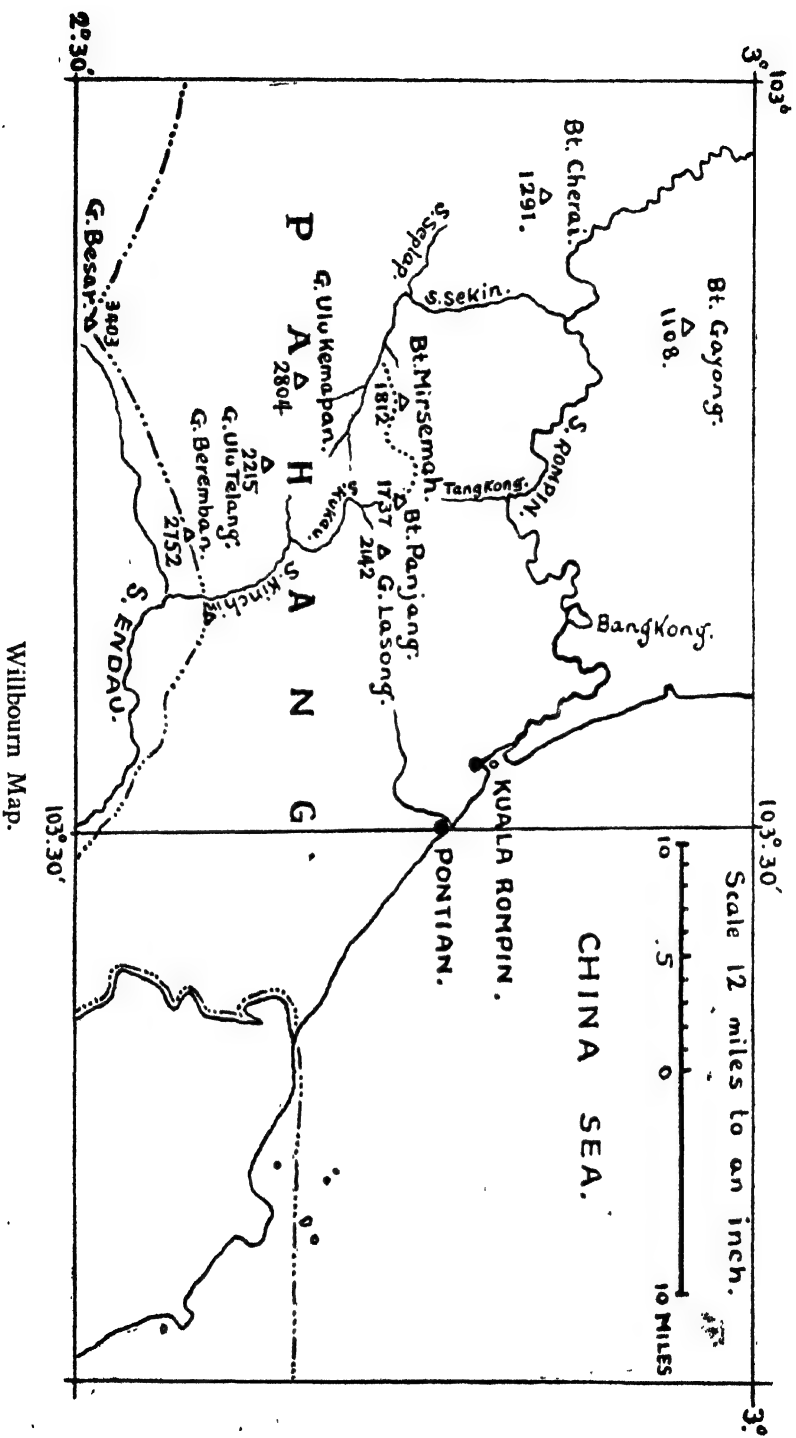 3°
103°
103°.30'
3°
Scale 12 miles to an inch.
10
5
0
10 MILES
Bt. Gayong.
1108.
Bt. Cherai.
1291.
S. ROMPIN.
BangKong.
CHINA SEA.
KUALA ROMPIN.
S. Sekin.
TangKong.
S. Seplap.
Bt. Mirsemah.
1812
Bt. Panjang.
1737
G. Lasong.
2142
PONTIAN.
G. Ulu Kemapan.
2804
S. Kukau.
PAHANG
G. Ulu Telang.
2215
G. Beremban.
2752
S. Kinchin.
G. Besar.
3403
S. ENDAU.
2°.30'
103°.30'
Willbourn Map.